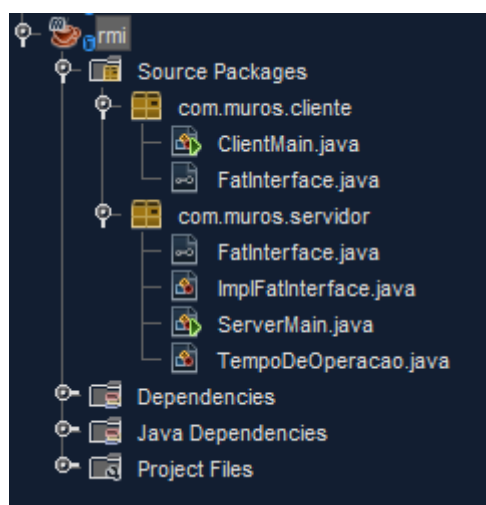 rmi
Source Packages
com.muros.cliente
ClientMain.java
FatInterface.java
com.muros.servidor
FatInterface.java
ImplFatInterface.java
ServerMain.java
TempoDeOperacao.java
Dependencies
Java Dependencies
Project Files